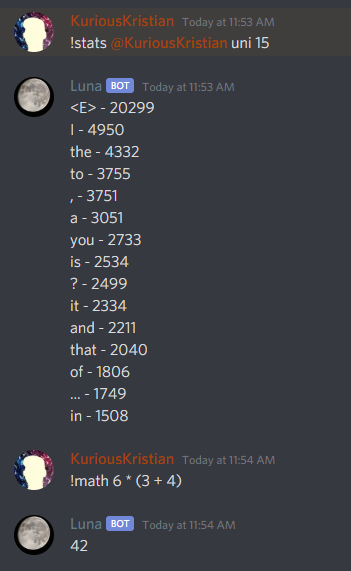 KuriousKristian Today at 11:53 AM
!stats @KuriousKristian uni 15
Luna BOT Today at 11:53 AM
<E> - 20299
I - 4950
the - 4332
to - 3755
, - 3751
a - 3051
you - 2733
is - 2534
? - 2499
it - 2334
and - 2211
that - 2040
of - 1806
... - 1749
in - 1508
KuriousKristian Today at 11:54 AM
!math 6 * (3 + 4)
Luna BOT Today at 11:54 AM
42